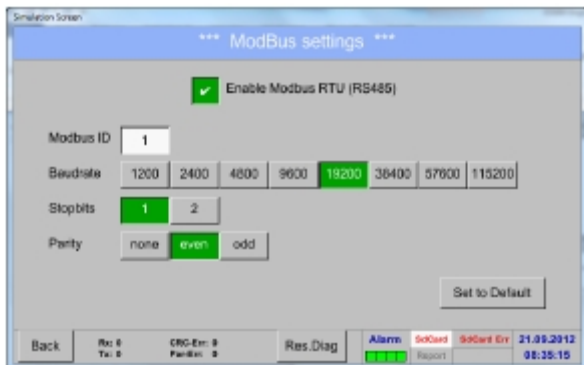 Simulation Screen
*** ModBus settings ***
Enable Modbus RTU (RS485)
Modbus ID 1
Baudrate 1200 2400 4800 9600 19200 38400 57600 115200
Stopbits 1 2
Parity none even odd
Set to Default
Back Rx: 0 CRC-Err: 0 Res.Diag Alarm SdCard SdCard Err 21.09.2012
Tx: 0 0 Report 08:35:15